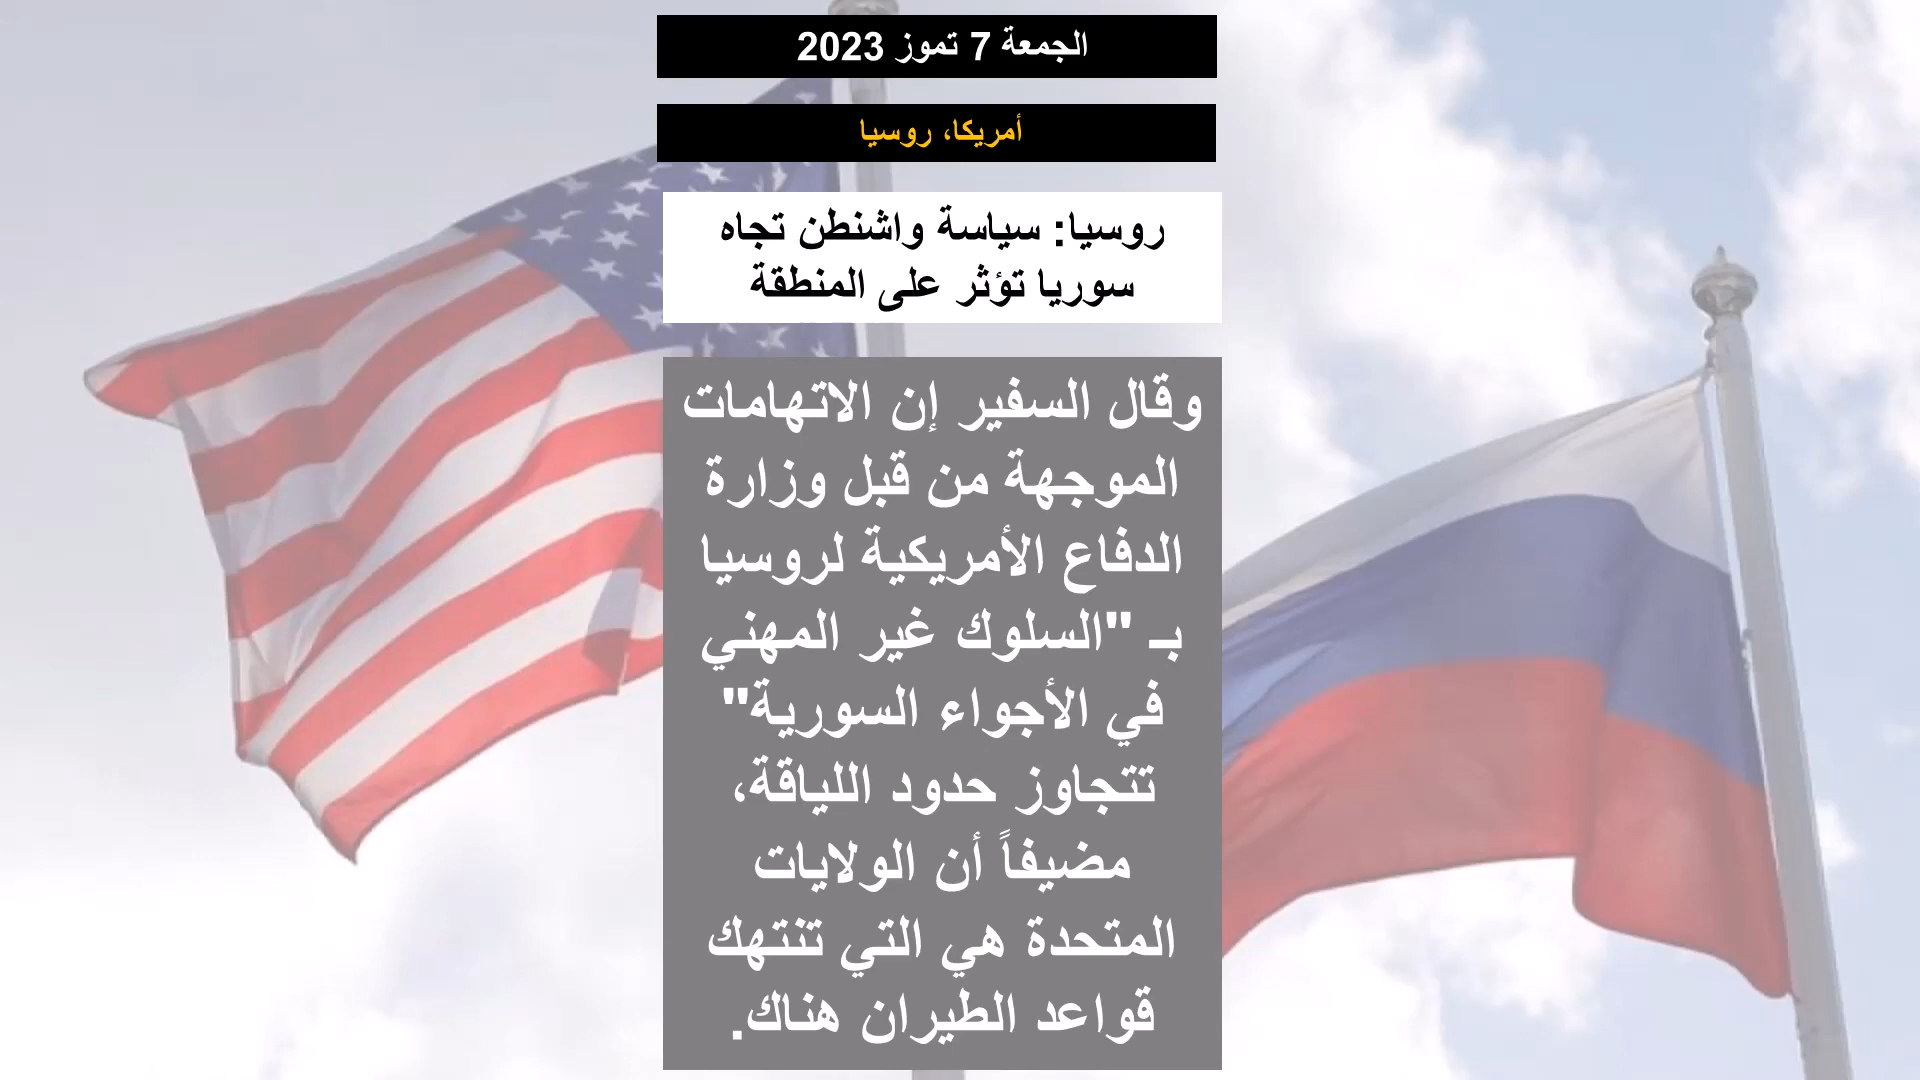 الجمعة 7 تموز 2023
أمريكا، روسيا
روسيا: سياسة واشنطن تجاه
سوريا تؤثر على المنطقة
وقال السفير إن الاتهامات
الموجهة من قبل وزارة
الدفاع الأمريكية لروسيا
بـ "السلوك غير المهني
في الأجواء السورية"
تتجاوز حدود اللياقة،
مضيفاً أن الولايات
المتحدة هي التي تنتهك
قواعد الطيران هناك.